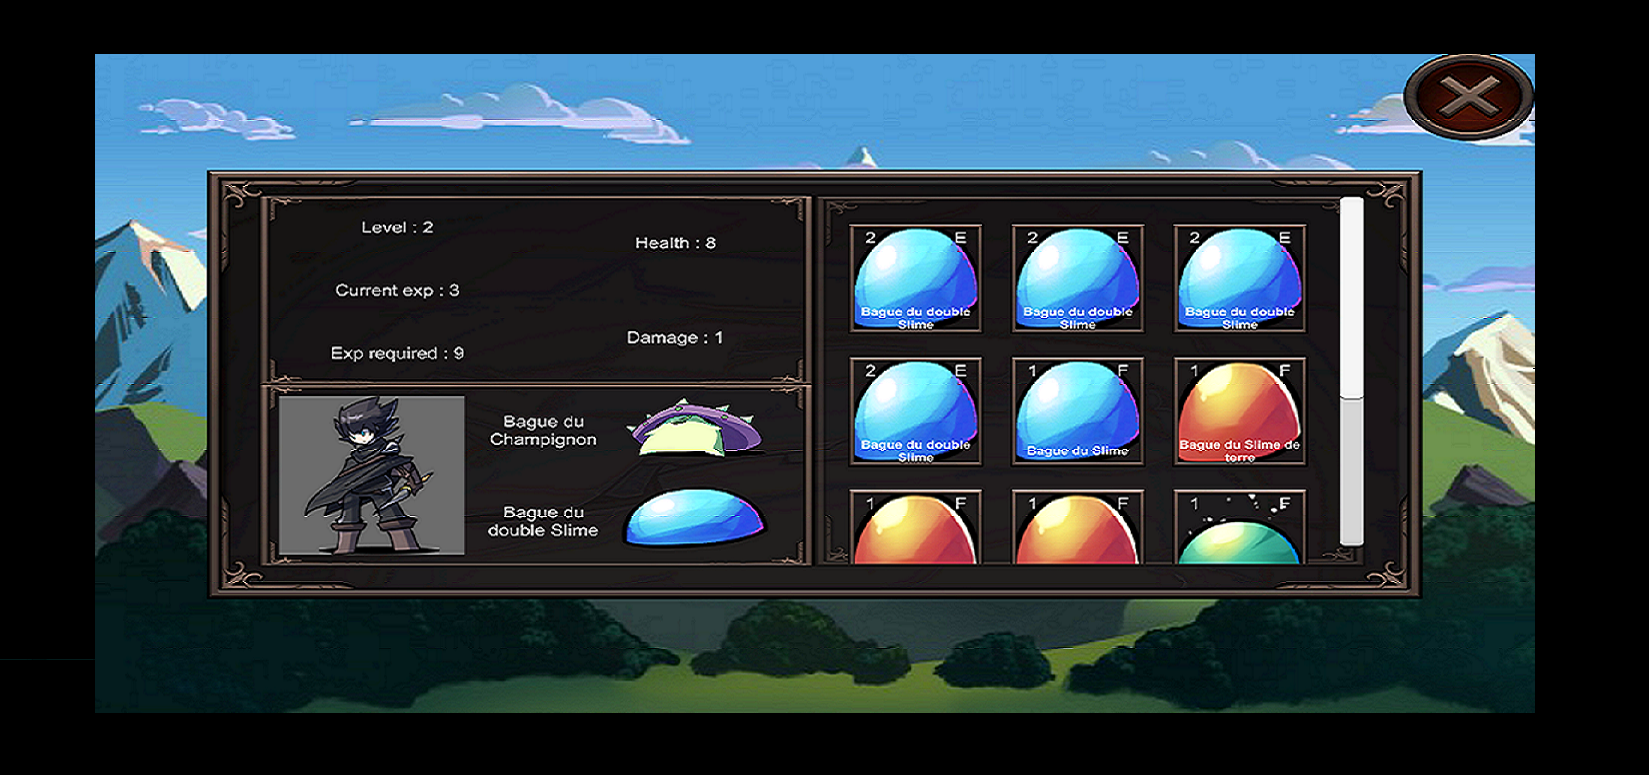 Level : 2
Health : 8
Current exp : 3
Damage : 1
Exp required : 9
Bague du
Champignon
Bague du
double Slime
2 E
Bague du double
Slime
2 E
Bague du double
Slime
2 E
Bague du double
Slime
2 E
Bague du double
Slime
1 F
Bague du Slime
1 F
Bague du Slime de
terre
1 F
1 F
1 F